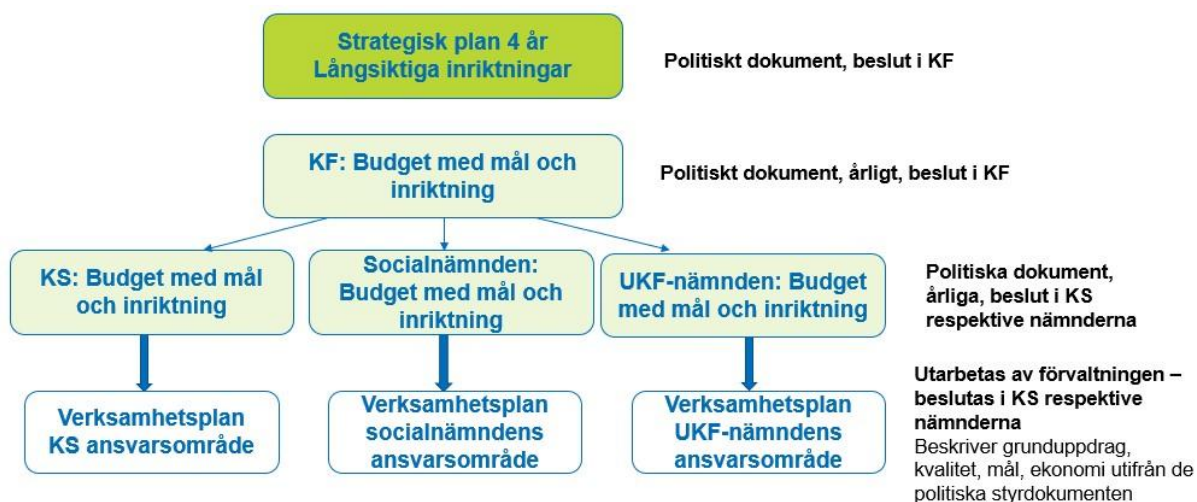 Strategisk plan 4 år
Långsiktiga inriktningar
Politiskt dokument, beslut i KF
KF: Budget med mål och
inriktning
Politiskt dokument, årligt, beslut i KF
KS: Budget med mål
och inriktning
Socialnämnden:
Budget med mål och
inriktning
UKF-nämnden: Budget
med mål och inriktning
Politiska dokument,
årliga, beslut i KS
respektive nämnderna
Verksamhetsplan
KS ansvarsområde
Verksamhetsplan
socialnämndens
ansvarsområde
Verksamhetsplan
UKF-nämndens
ansvarsområde
Utarbetas av förvaltningen –
beslutas i KS respektive
nämnderna
Beskriver grunduppdrag,
kvalitet, mål, ekonomi utifrån de
politiska styrdokumenten